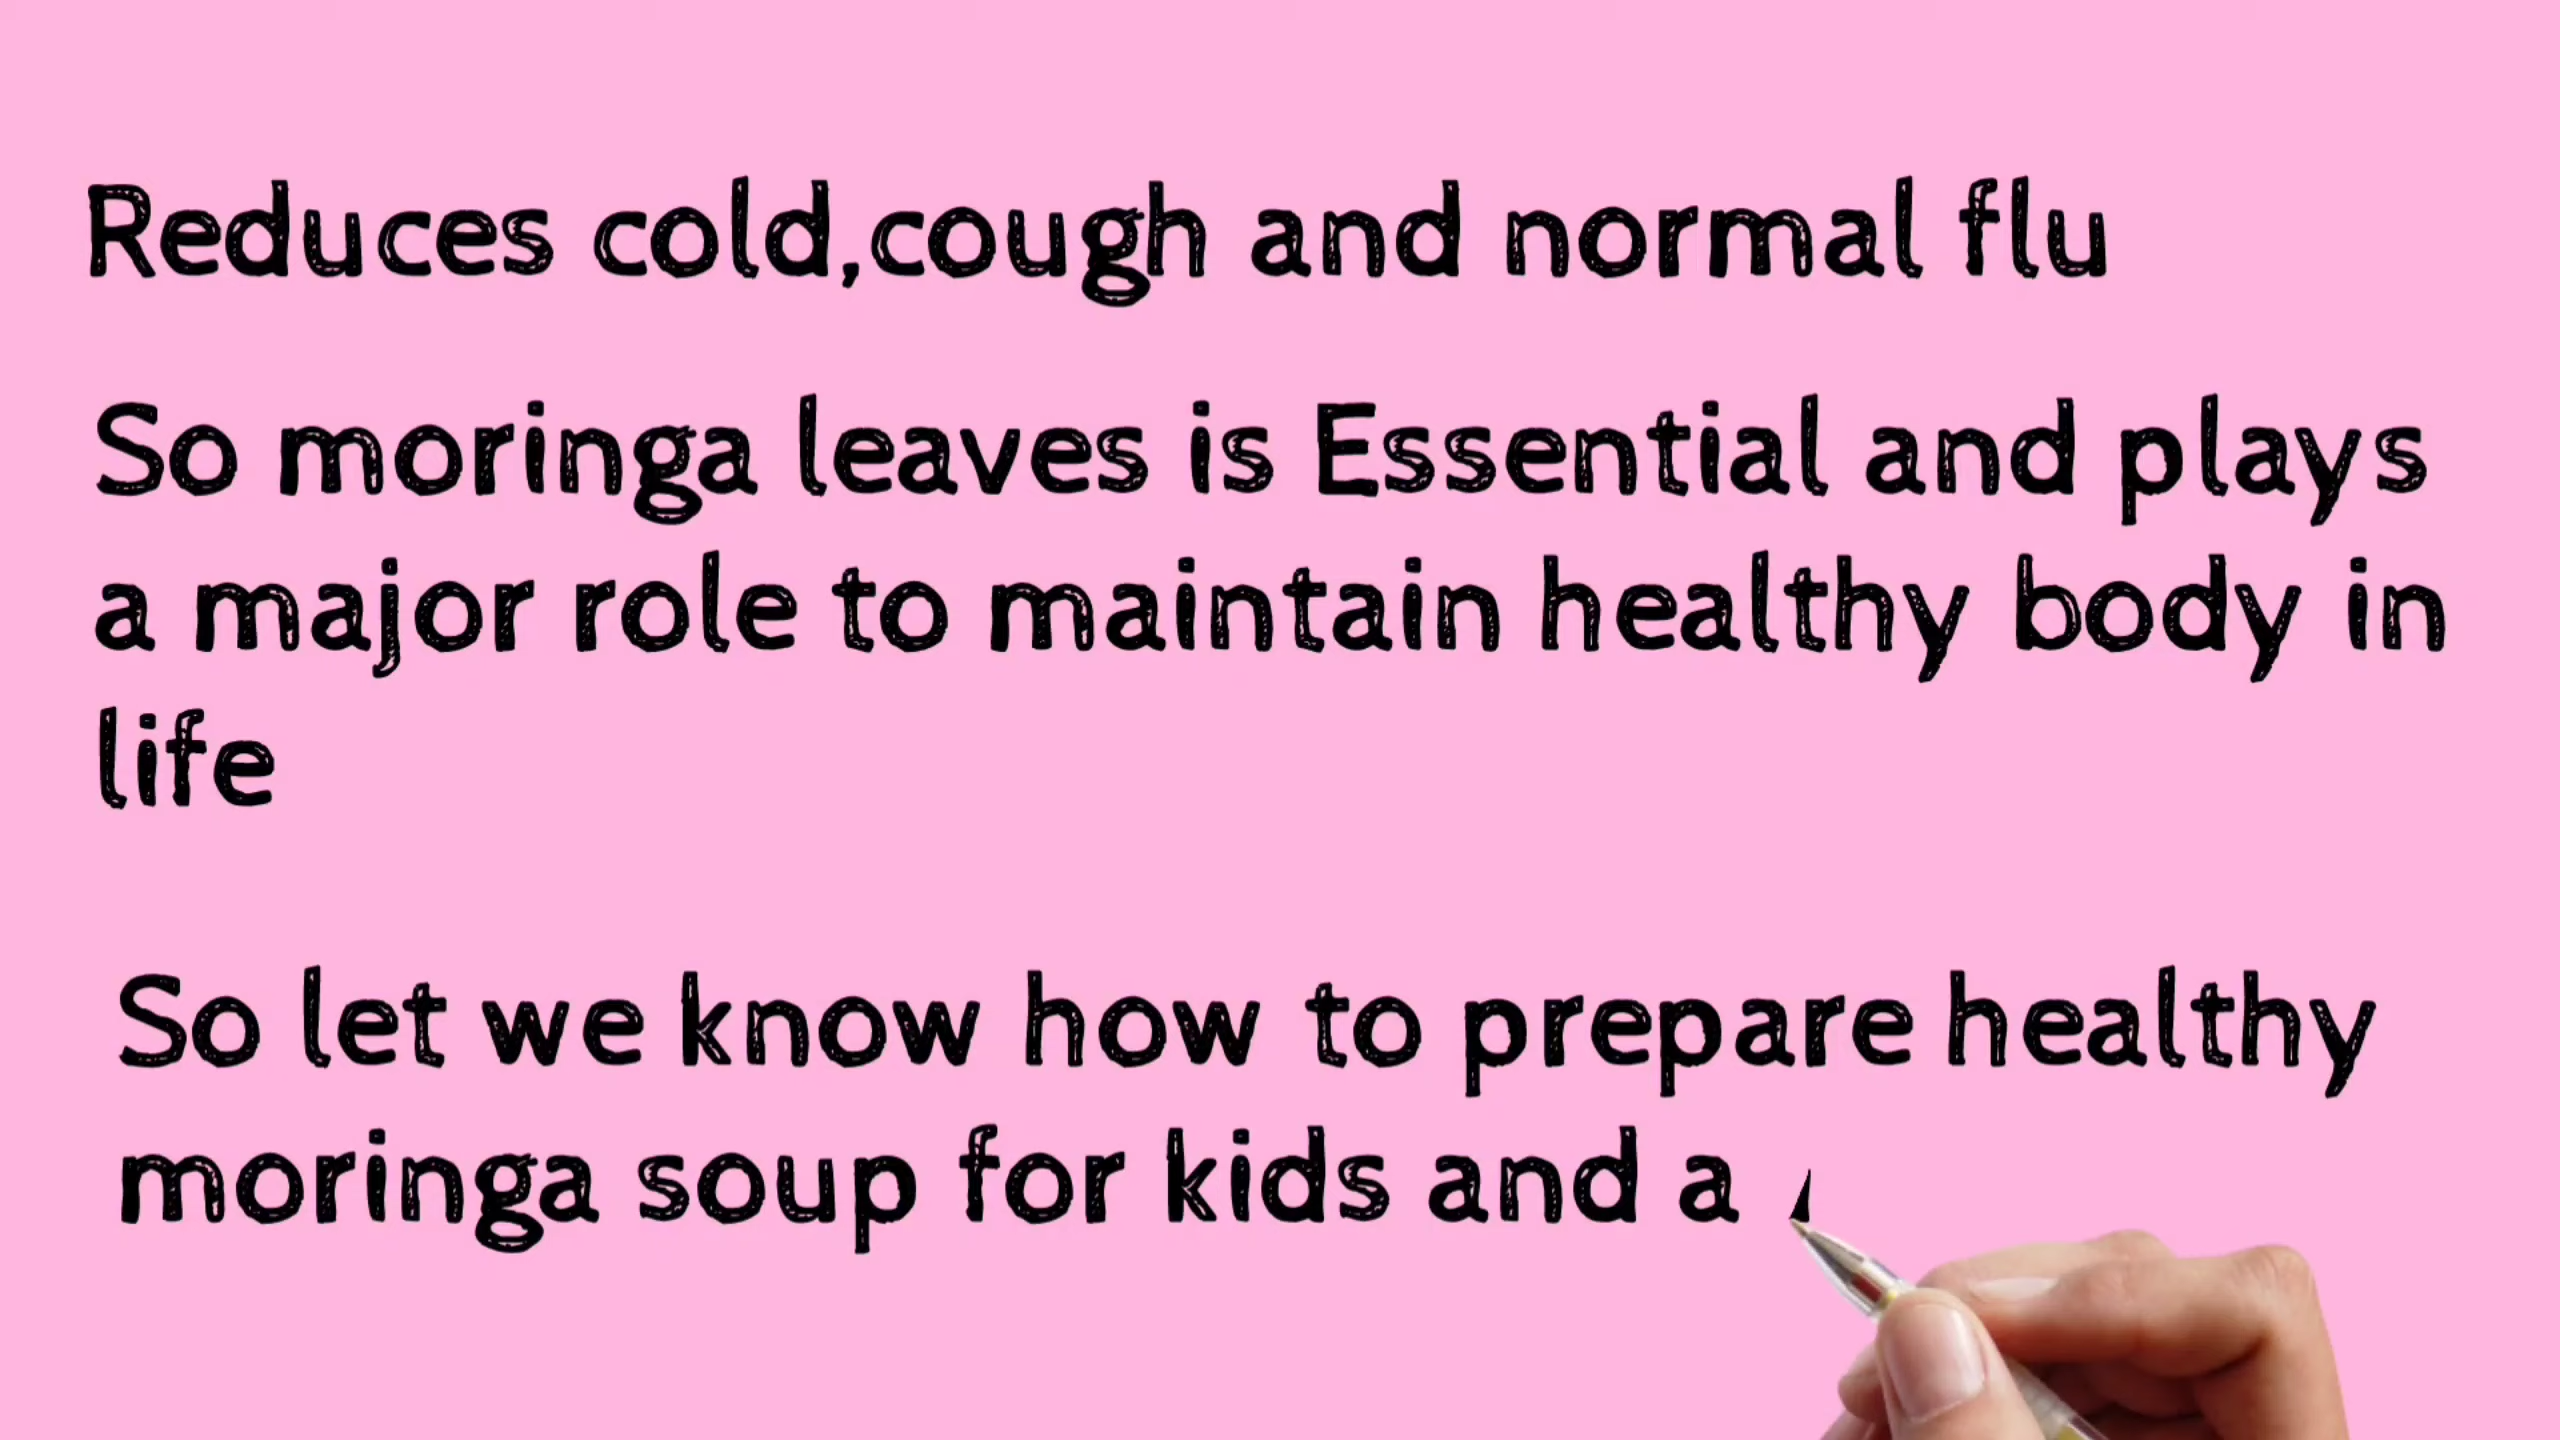 Reduces cold,cough and normal flu
So moringa leaves is Essential and plays
a major role to maintain healthy body in
life
So let we know how to prepare healthy
moringa soup for kids and a